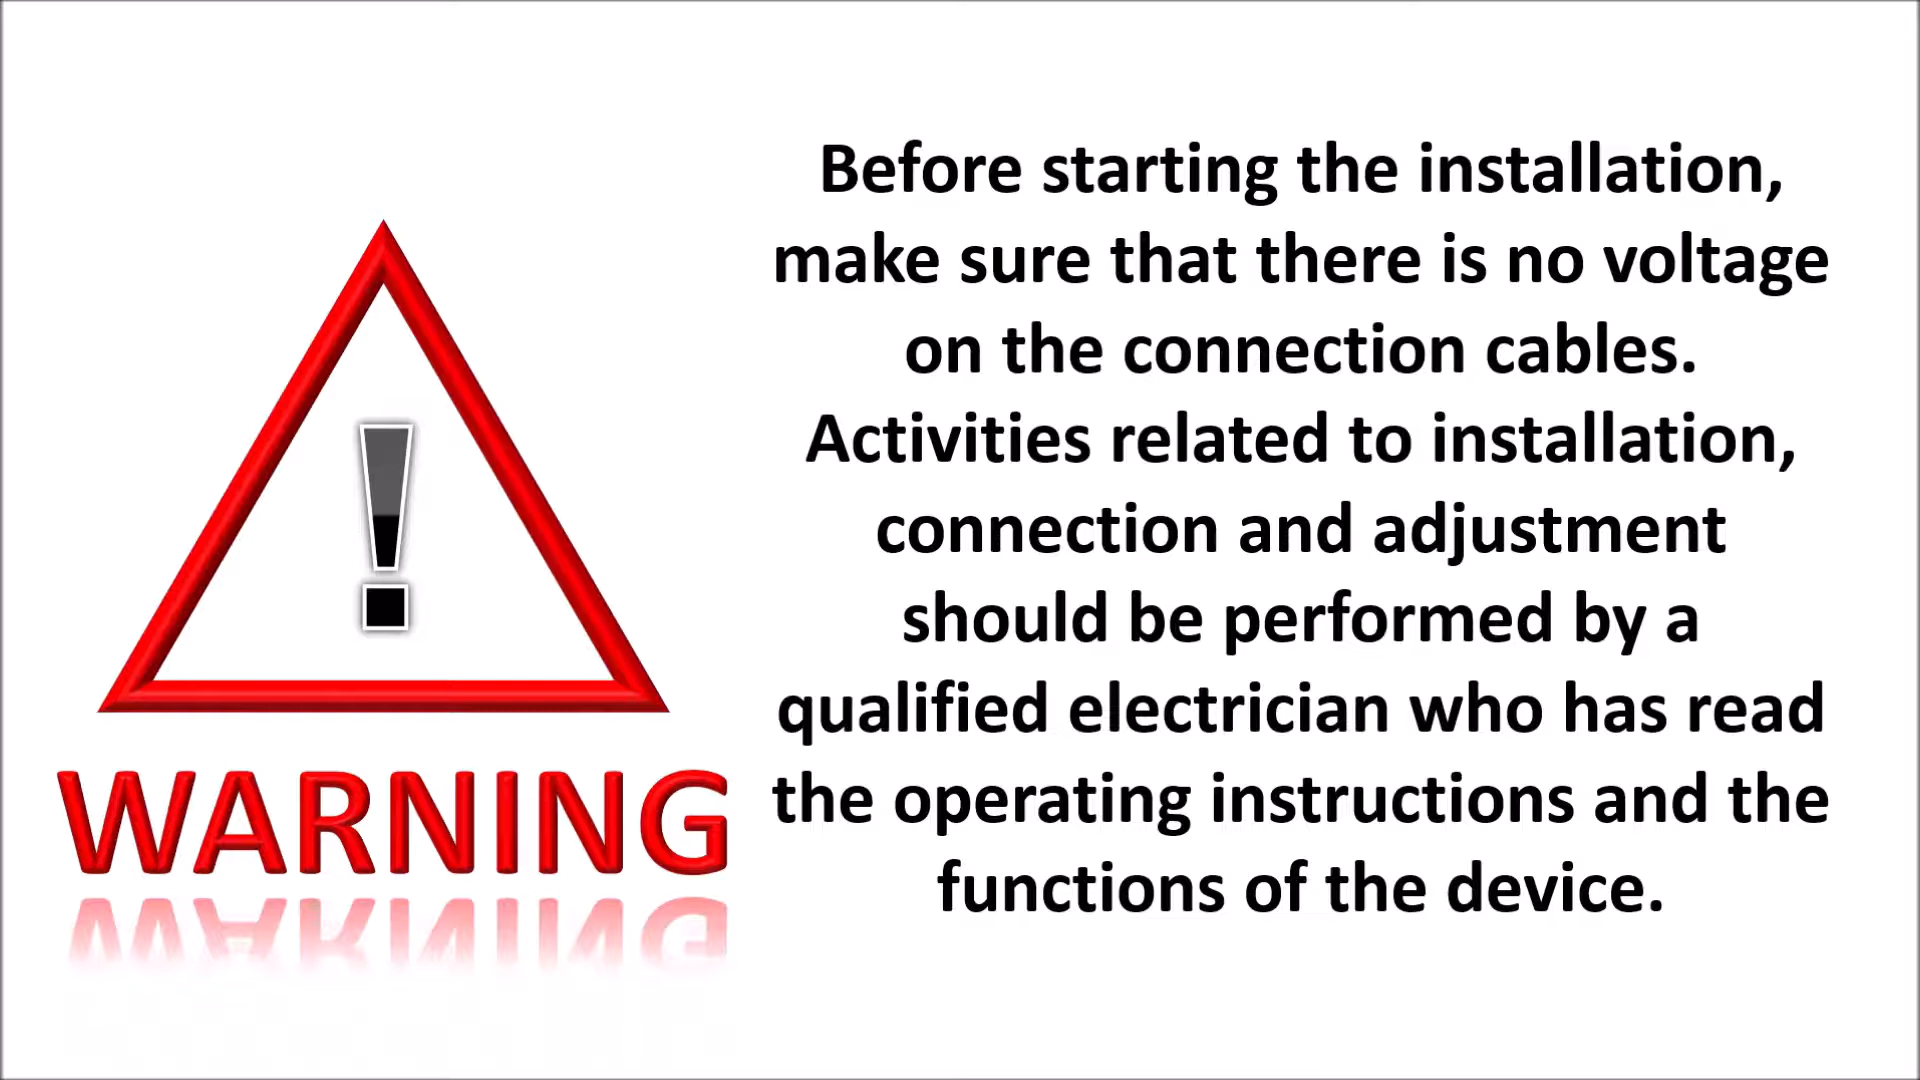 Before starting the installation,
make sure that there is no voltage
on the connection cables.
Activities related to installation,
connection and adjustment
should be performed by a
qualified electrician who has read
the operating instructions and the
functions of the device.
!
WARNING